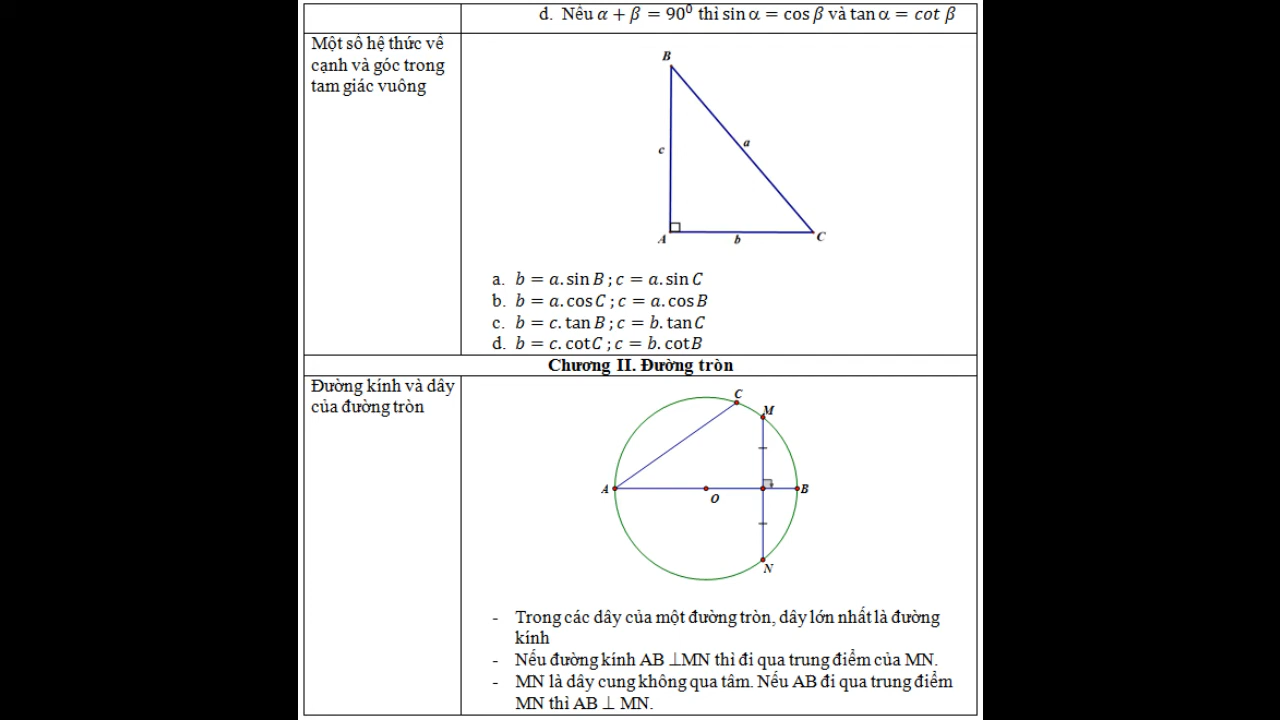 d. Nếu α + β = 90⁰ thì sin α = cos β và tan α = cot β
Một số hệ thức về
cạnh và góc trong
tam giác vuông
B
c
a
A
b
C
a. b = a. sin B ; c = a. sin C
b. b = a. cos C ; c = a. cos B
c. b = c. tan B ; c = b. tan C
d. b = c. cot C ; c = b. cot B
Chương II. Đường tròn
Đường kính và dây
của đường tròn
C
M
A
O
B
N
- Trong các dây của một đường tròn, dây lớn nhất là đường
kính
- Nếu đường kính AB ⊥MN thì đi qua trung điểm của MN.
- MN là dây cung không qua tâm. Nếu AB đi qua trung điểm
MN thì AB ⊥ MN.